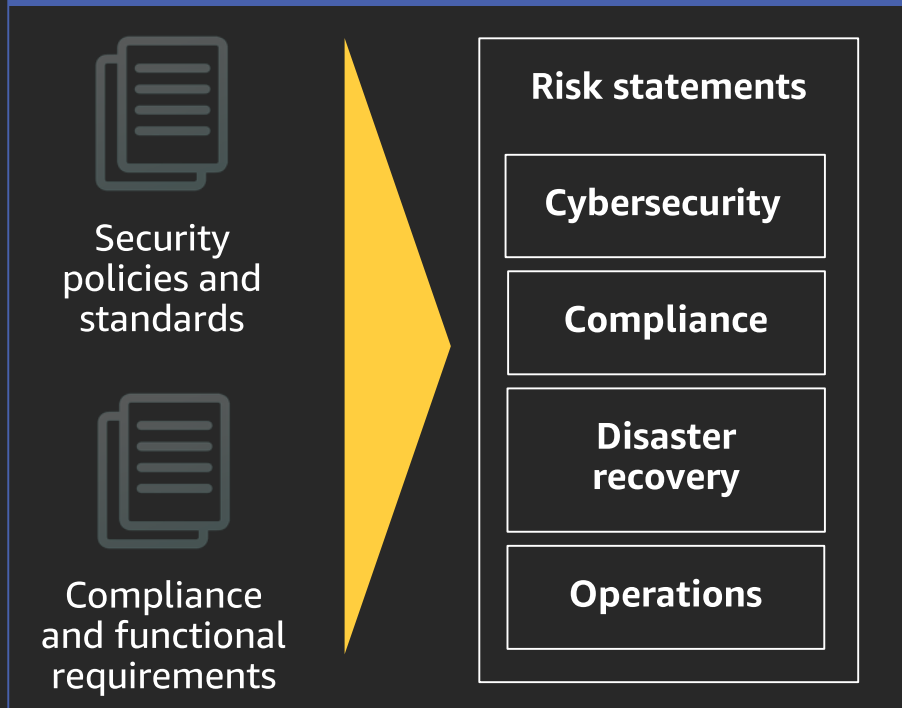 Security
policies and
standards
Compliance
and functional
requirements
Risk statements
Cybersecurity
Compliance
Disaster
recovery
Operations